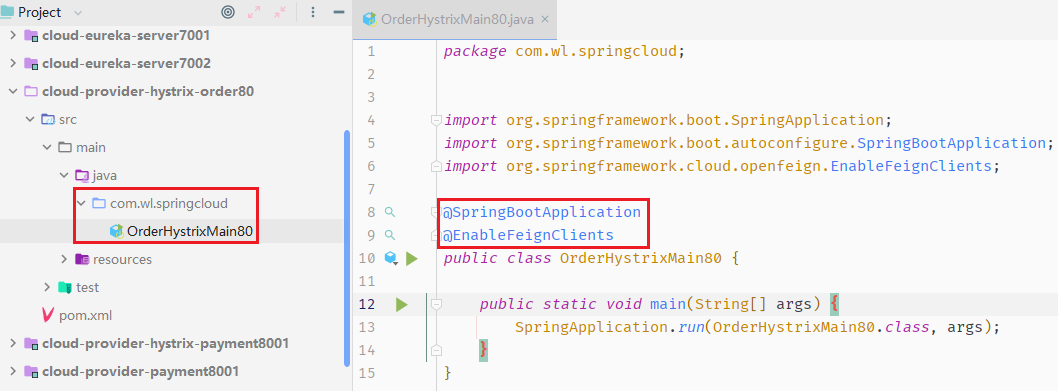 Project
cloud-eureka-server7001
cloud-eureka-server7002
cloud-provider-hystrix-order80
src
main
java
com.wl.springcloud
OrderHystrixMain80
resources
test
pom.xml
cloud-provider-hystrix-payment8001
cloud-provider-payment8001
OrderHystrixMain80.java
1 package com.wl.springcloud;
2
3
4 import org.springframework.boot.SpringApplication;
5 import org.springframework.boot.autoconfigure.SpringBootApplication;
6 import org.springframework.cloud.openfeign.EnableFeignClients;
7
8 @SpringBootApplication
9 @EnableFeignClients
10 public class OrderHystrixMain80 {
11
12 public static void main(String[] args) {
13 SpringApplication.run(OrderHystrixMain80.class, args);
14 }
15 }